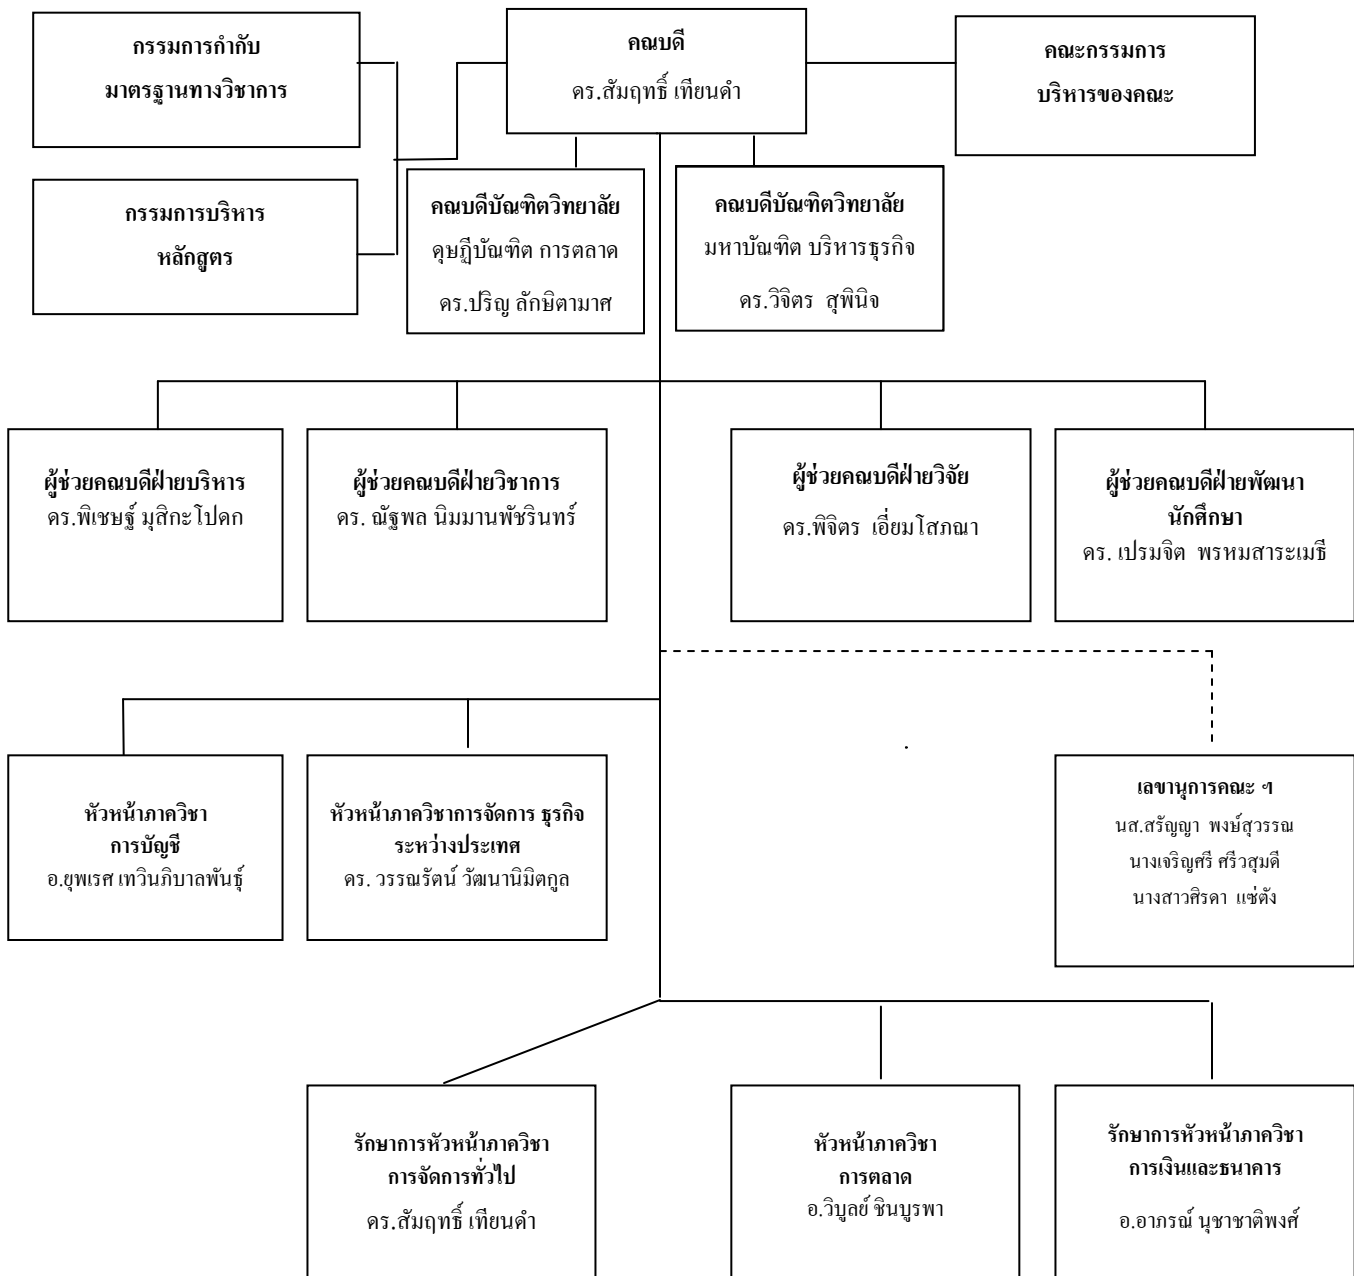 กรรมการกำกับ
มาตรฐานทางวิชาการ
คณบดี
ดร.สัมฤทธิ์ เทียนดำ
คณะกรรมการ
บริหารของคณะ
กรรมการบริหาร
หลักสูตร
คณบดีบัณฑิตวิทยาลัย
ดุษฎีบัณฑิต การตลาด
ดร.ปริญ ลักษิตามาศ
คณบดีบัณฑิตวิทยาลัย
มหาบัณฑิต บริหารธุรกิจ
ดร.วิจิตร สุพินิจ
ผู้ช่วยคณบดีฝ่ายบริหาร
ดร.พิเชษฐ์ มุสิกะโปดก
ผู้ช่วยคณบดีฝ่ายวิชาการ
ดร. ณัฐพล นิมมานพัชรินทร์
ผู้ช่วยคณบดีฝ่ายวิจัย
ดร.พิจิตร เอี่ยมโสภณา
ผู้ช่วยคณบดีฝ่ายพัฒนา
นักศึกษา
ดร. เปรมจิต พรหมสาระเมธี
หัวหน้าภาควิชา
การบัญชี
อ.ยุพเรศ เทวินภิบาลพันธุ์
หัวหน้าภาควิชาการจัดการ ธุรกิจ
ระหว่างประเทศ
ดร. วรรณรัตน์ วัฒนานิมิตกูล
เลขานุการคณะ ฯ
นส.สรัญญา พงษ์สุวรรณ
นางเจริญศรี ศรีวสุมดี
นางสาวศิรดา แซ่ตัง
รักษาการหัวหน้าภาควิชา
การจัดการทั่วไป
ดร.สัมฤทธิ์ เทียนดำ
หัวหน้าภาควิชา
การตลาด
อ.วิบูลย์ ชินบูรพา
รักษาการหัวหน้าภาควิชา
การเงินและธนาคาร
อ.อาภรณ์ นุชาชาติพงศ์